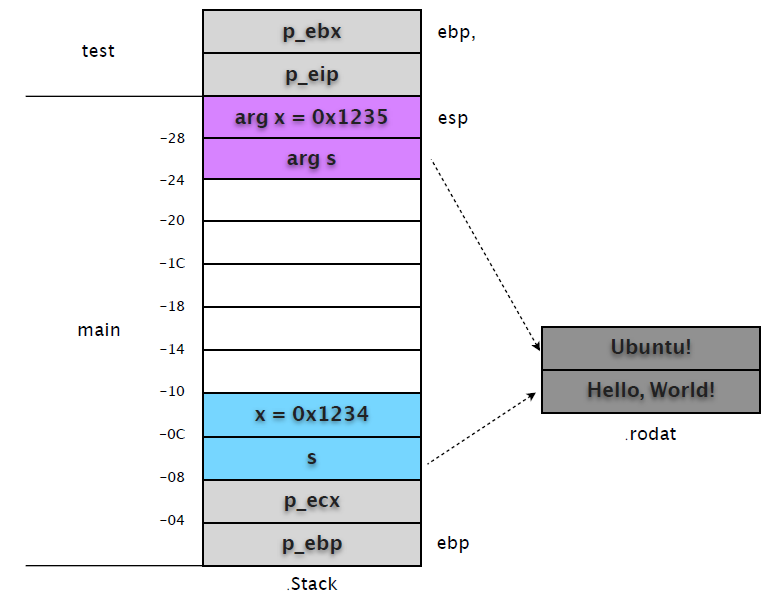 p_ebx
ebp,
test
p_eip
arg x = 0x1235
esp
-28
arg s
-24
-20
-1C
-18
main
-14
Ubuntu!
-10
Hello, World!
x = 0x1234
-0C
.rodat
s
-08
p_ecx
-04
p_ebp
ebp
.Stack